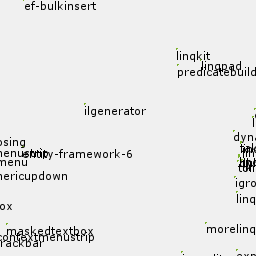 ef-bulkinsert
linqkit
linqpad
predicatebuild
ilgenerator
dyna
osing
menustrip
entity-framework-6
menu
nericupdown
igro
linq
ox
maskedtextbox
morelinq
contextmenustrip
rackbar